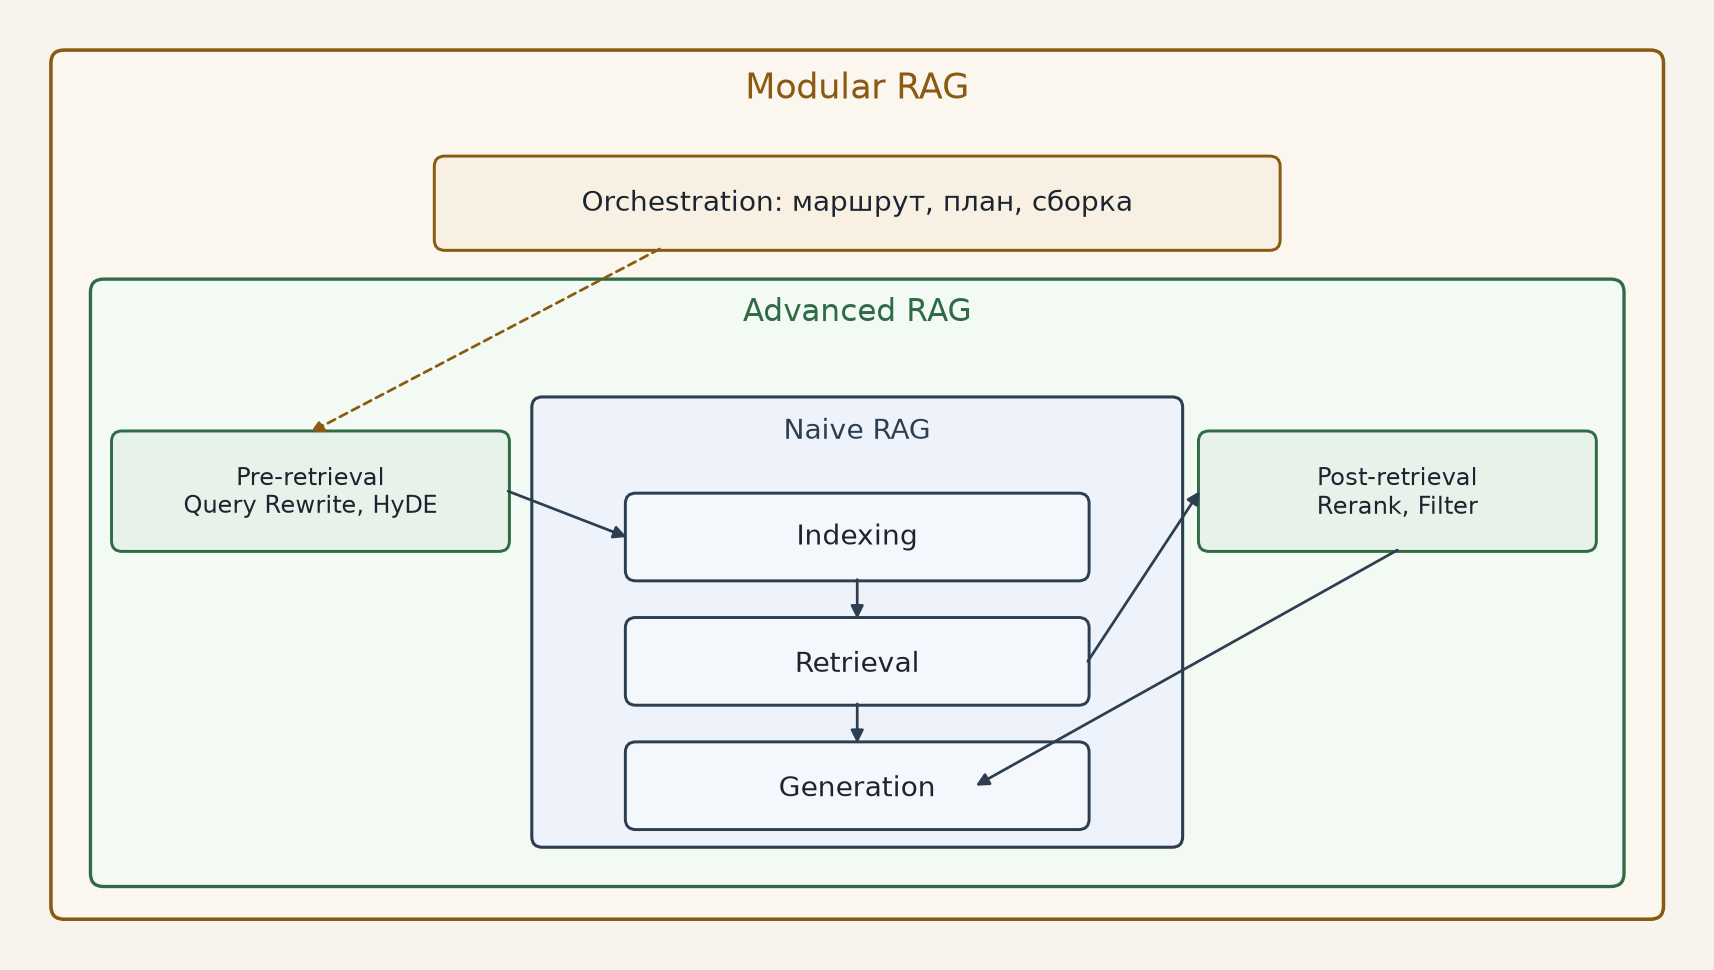 Modular RAG
Orchestration: маршрут, план, сборка
Advanced RAG
Naive RAG
Pre-retrieval
Query Rewrite, HyDE
Indexing
Retrieval
Generation
Post-retrieval
Rerank, Filter